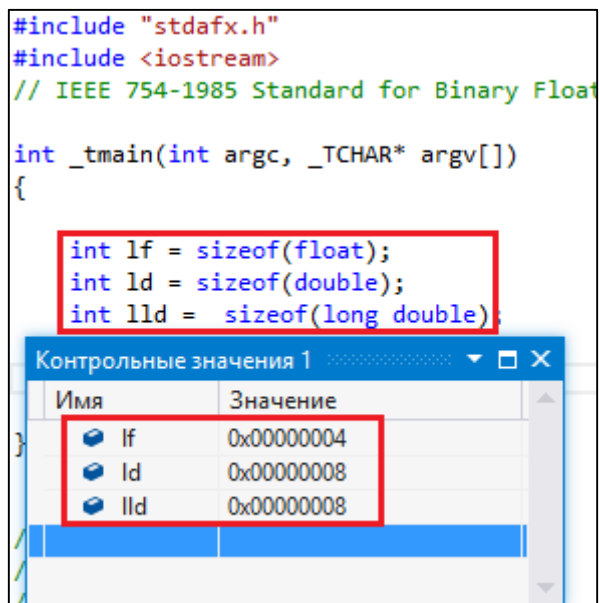 #include "stdafx.h"
#include <iostream>
// IEEE 754-1985 Standard for Binary Float
int _tmain(int argc, _TCHAR* argv[])
{
int lf = sizeof(float);
int ld = sizeof(double);
int lld =  sizeof(long double);
Контрольные значения 1
Имя Значение
}
lf 0x00000004
ld 0x00000008
lld 0x00000008
/
/
/